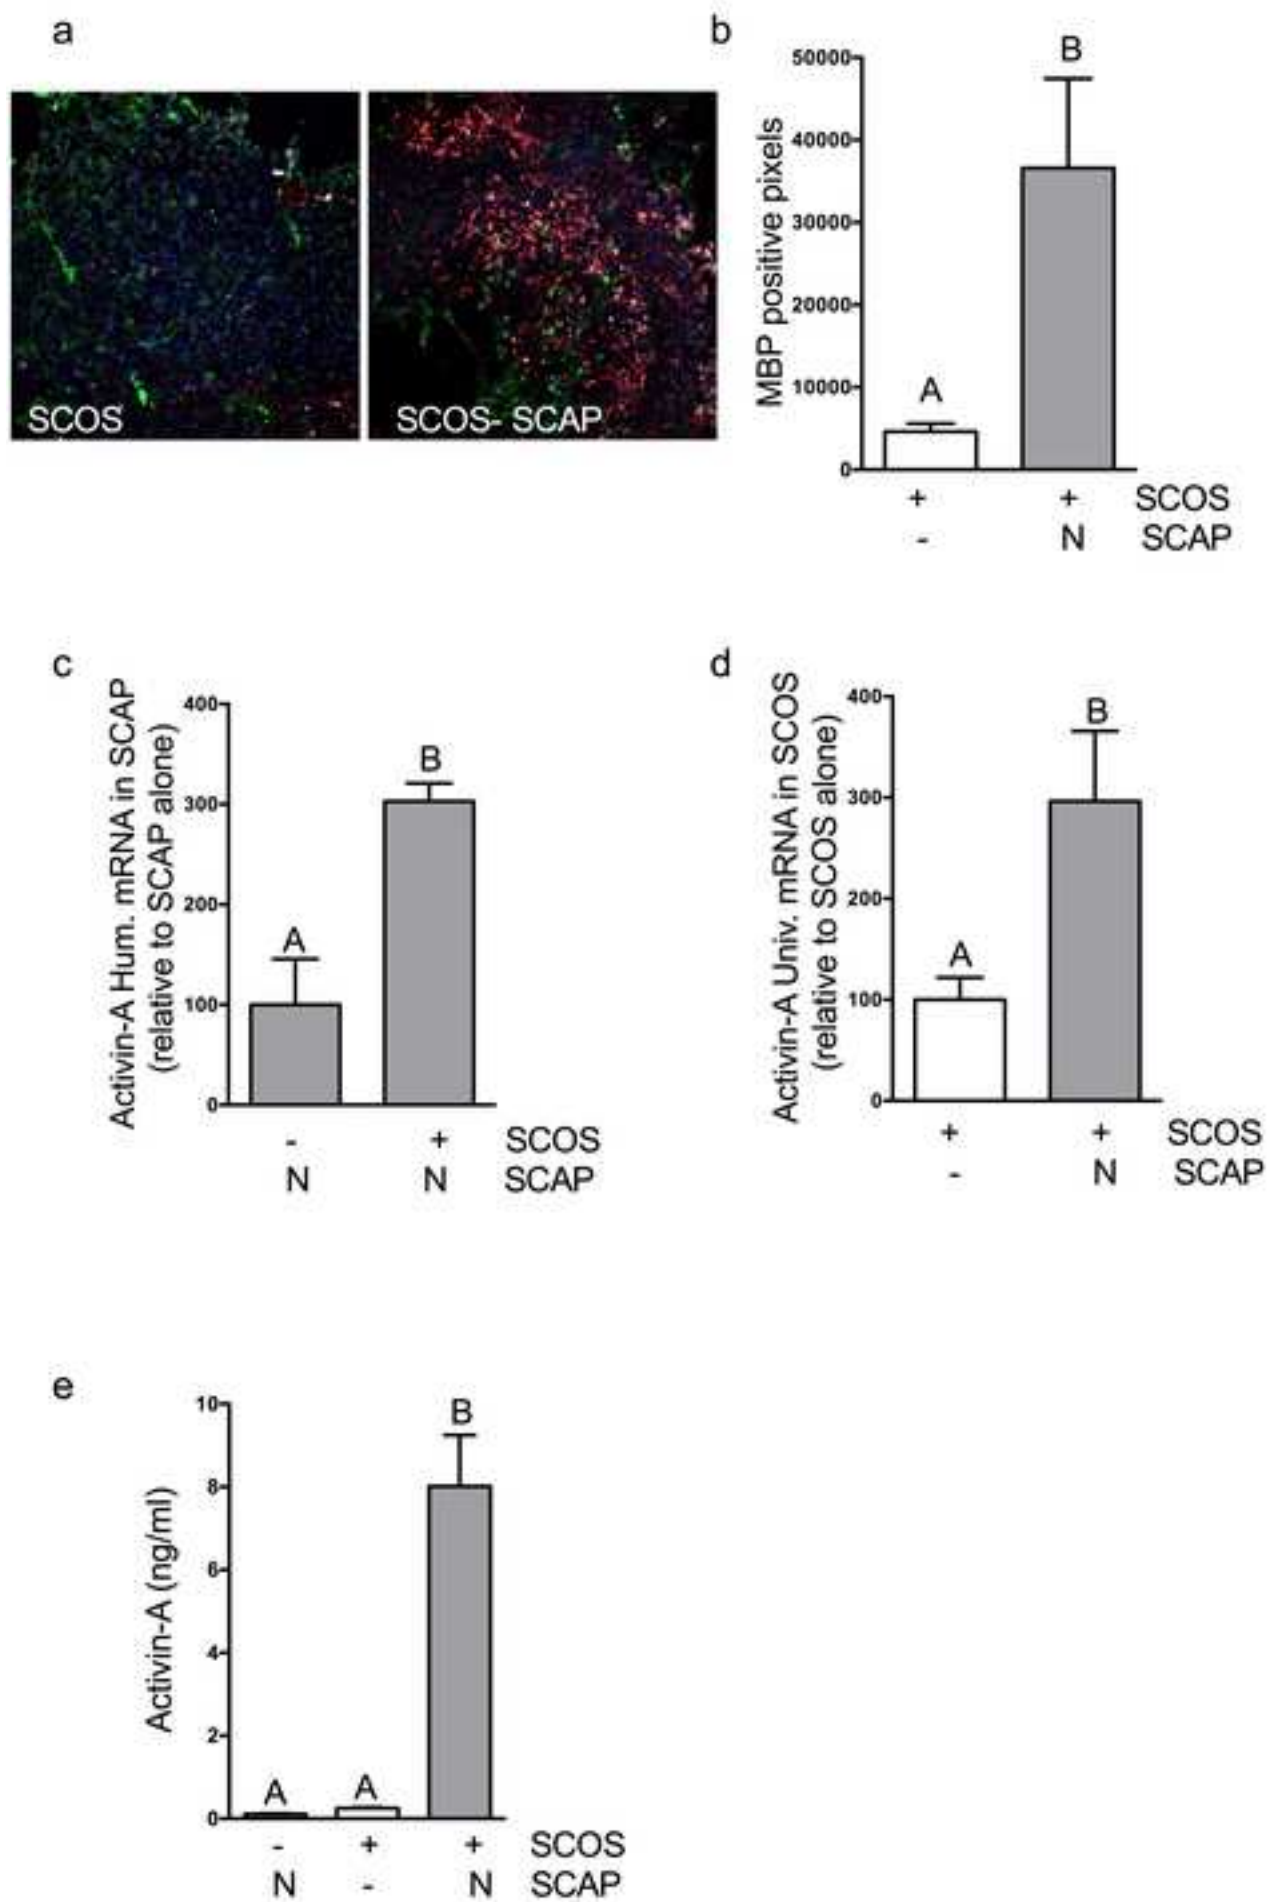 a
SCOS
SCOS- SCAP
b
MBP positive pixels
50000
40000
30000
20000
10000
0
A
B
+ + SCOS
- N SCAP
c
Activin-A Hum. mRNA in SCAP
(relative to SCAP alone)
400
300
200
100
0
A
B
- + SCOS
N N SCAP
d
Activin-A Univ. mRNA in SCOS
(relative to SCOS alone)
400
300
200
100
0
A
B
+ + SCOS
- N SCAP
e
Activin-A (ng/ml)
10
8
6
4
2
0
A
A
B
- + + SCOS
N - N SCAP